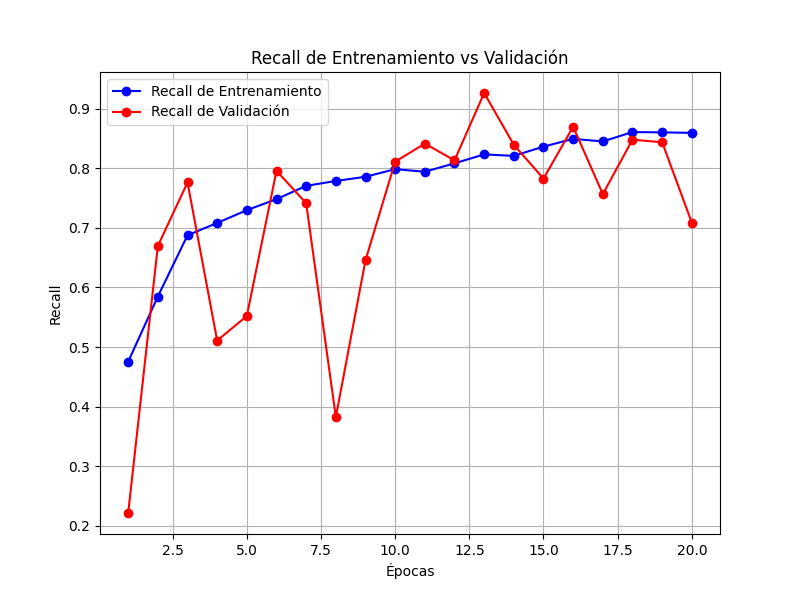 Recall de Entrenamiento vs Validación
Recall de Entrenamiento
Recall de Validación
Recall
0.9
0.8
0.7
0.6
0.5
0.4
0.3
0.2
2.5 5.0 7.5 10.0 12.5 15.0 17.5 20.0
Épocas